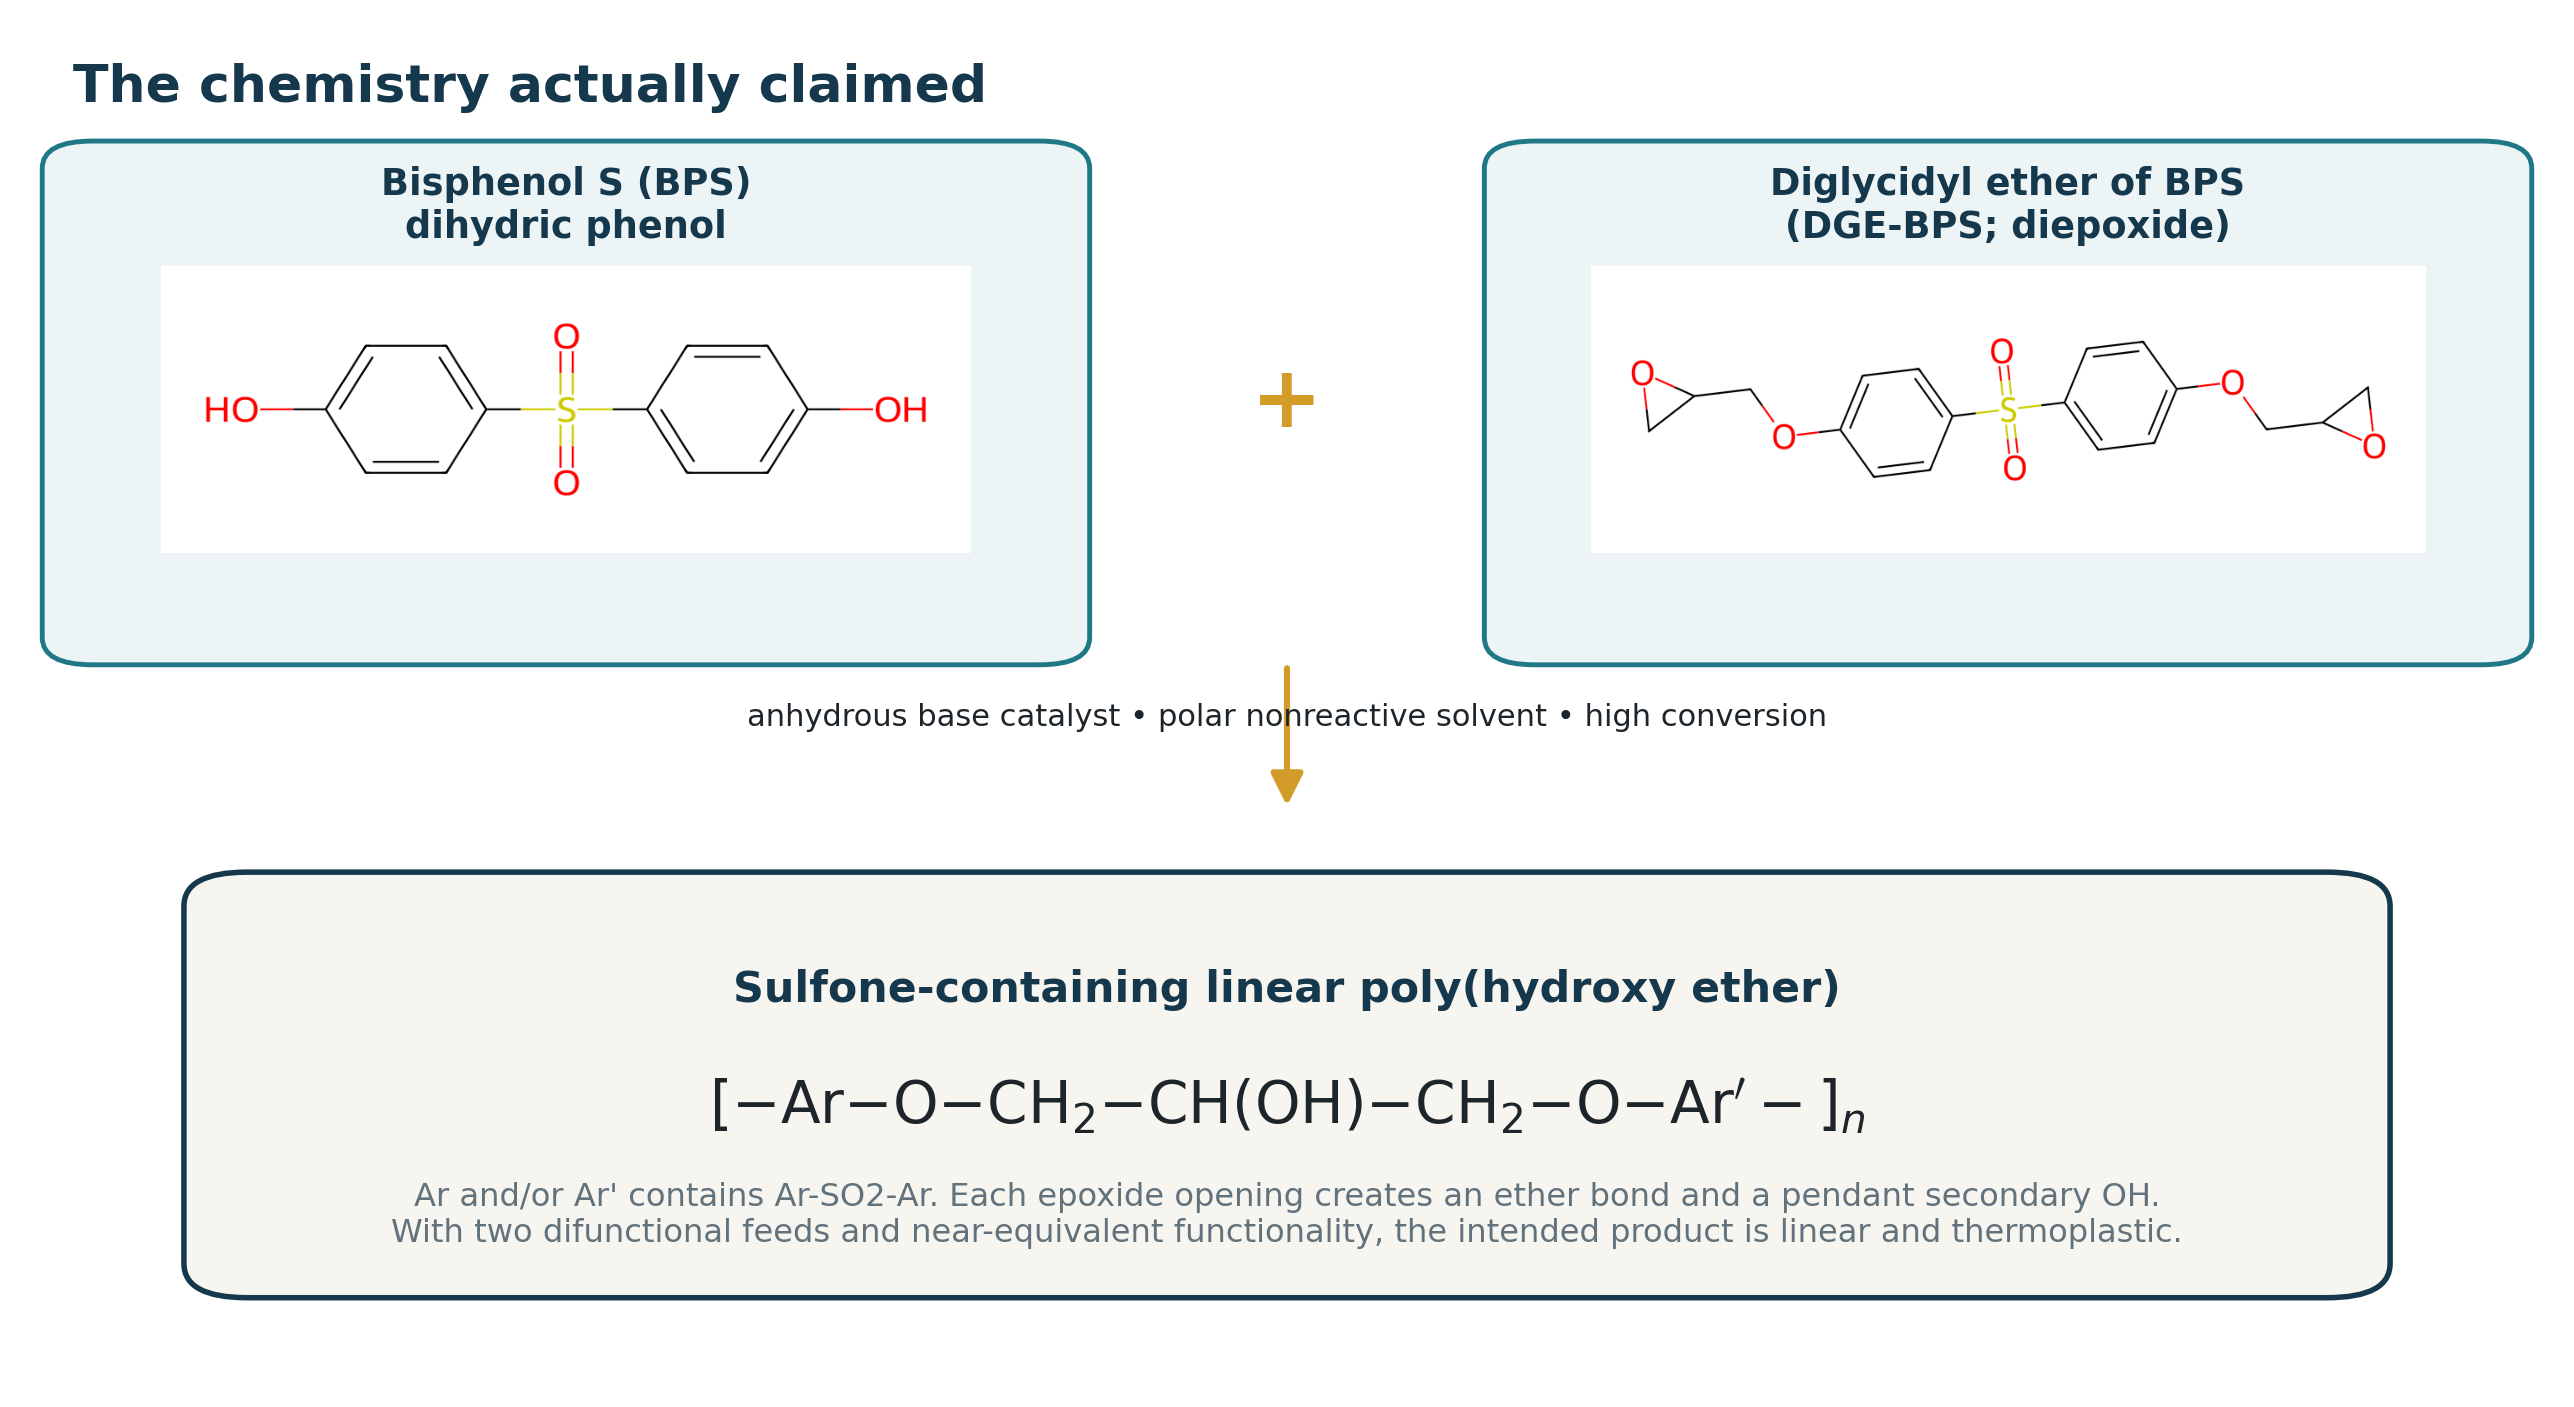 The chemistry actually claimed
Bisphenol S (BPS)
dihydric phenol
HO
O
S
O
OH
+
Diglycidyl ether of BPS
(DGE-BPS; diepoxide)
O
O
O
S
O
O
O
anhydrous base catalyst • polar nonreactive solvent • high conversion
Sulfone-containing linear poly(hydroxy ether)
[−Ar−O−CH₂−CH(OH)−CH₂−O−Ar′ − ]ₙ
Ar and/or Ar' contains Ar-SO2-Ar. Each epoxide opening creates an ether bond and a pendant secondary OH.
With two difunctional feeds and near-equivalent functionality, the intended product is linear and thermoplastic.